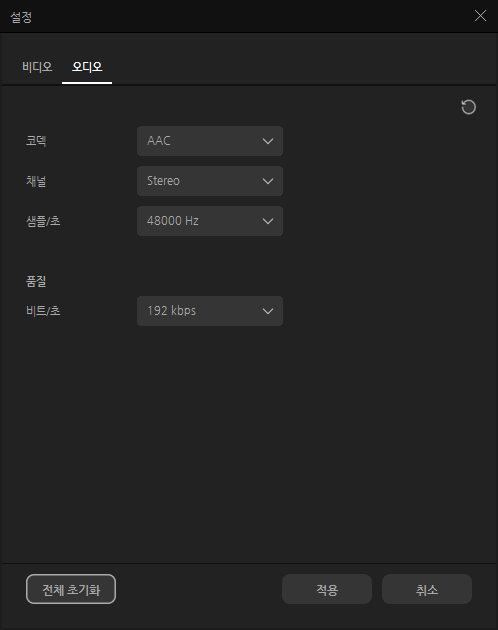 설정
비디오 오디오
코덱 AAC
채널 Stereo
샘플/초 48000 Hz
품질
비트/초 192 kbps
전체 초기화 적용 취소